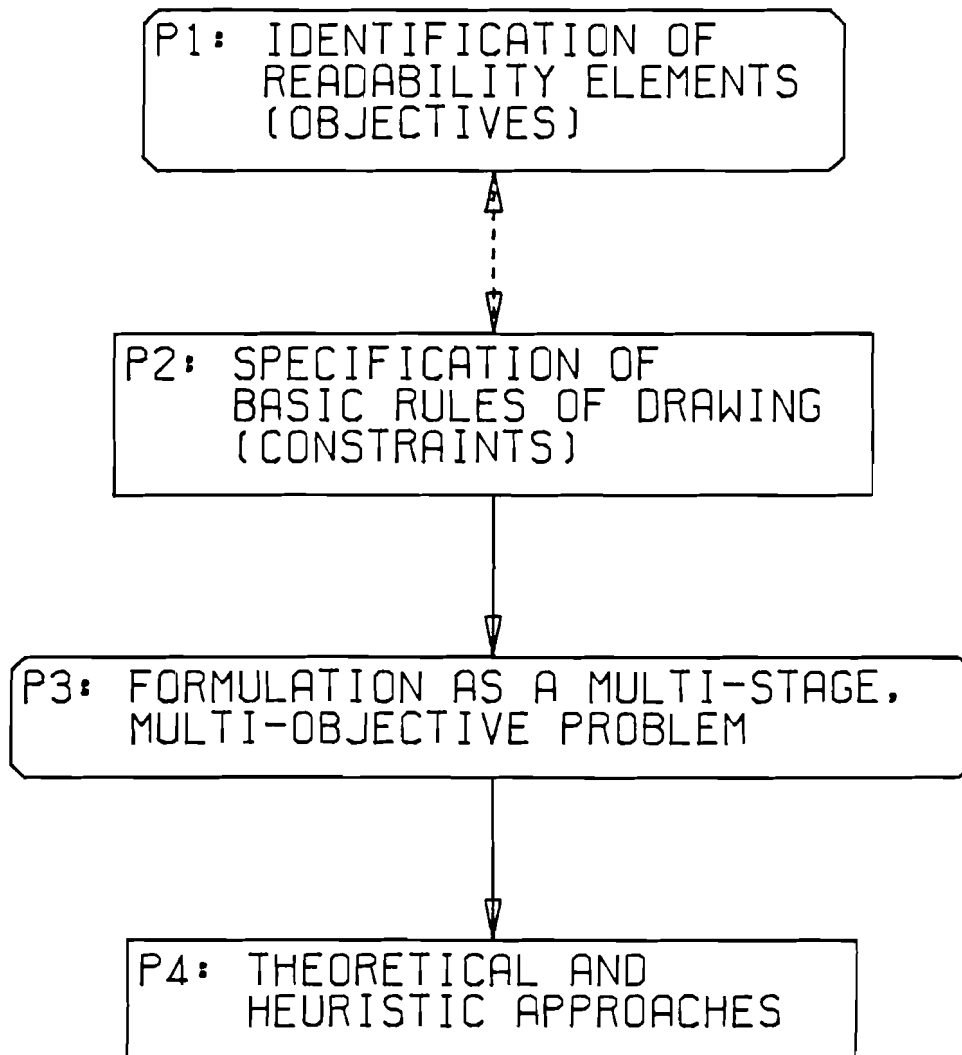 P1: IDENTIFICATION OF
READABILITY ELEMENTS
(OBJECTIVES)
P2: SPECIFICATION OF
BASIC RULES OF DRAWING
(CONSTRAINTS)
P3: FORMULATION AS A MULTI-STAGE,
MULTI-OBJECTIVE PROBLEM
P4: THEORETICAL AND
HEURISTIC APPROACHES